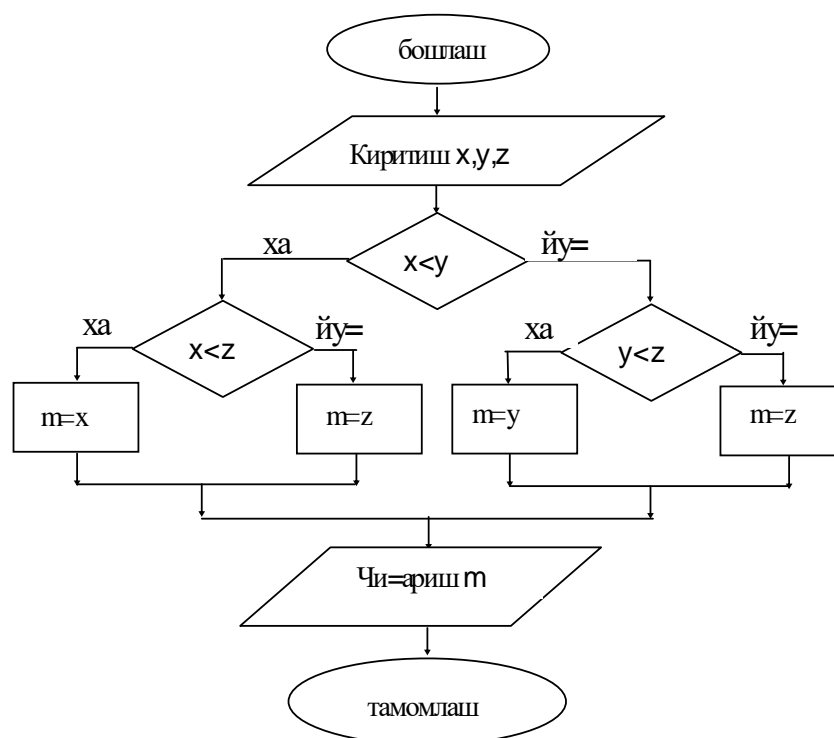 бошлаш
Киритиш x,y,z
ха
x<y
йу=
ха
x<z
йу=
ха
y<z
йу=
m=x
m=z
m=y
m=z
Чи=ариш m
тамомлаш